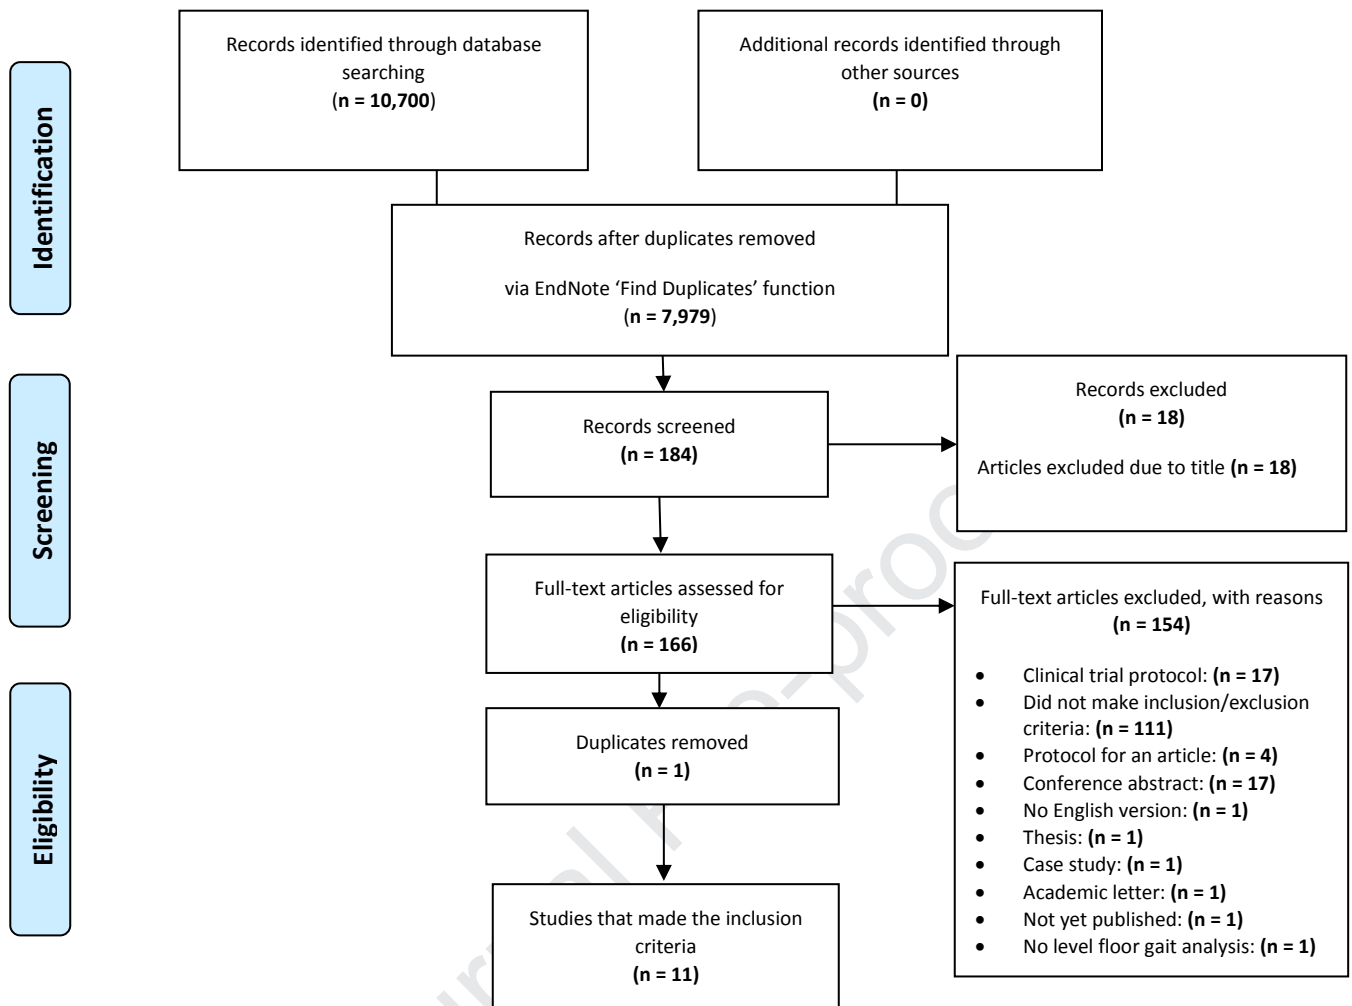 Identification
Records identified through database
searching
(n = 10,700)
Additional records identified through
other sources
(n = 0)
Records after duplicates removed
via EndNote ‘Find Duplicates’ function
(n = 7,979)
Screening
Records screened
(n = 184)
Records excluded
(n = 18)
Articles excluded due to title (n = 18)
Full-text articles assessed for
eligibility
(n = 166)
Full-text articles excluded, with reasons
(n = 154)
• Clinical trial protocol: (n = 17)
• Did not make inclusion/exclusion
criteria: (n = 111)
• Protocol for an article: (n = 4)
• Conference abstract: (n = 17)
• No English version: (n = 1)
• Thesis: (n = 1)
• Case study: (n = 1)
• Academic letter: (n = 1)
• Not yet published: (n = 1)
• No level floor gait analysis: (n = 1)
Eligibility
Duplicates removed
(n = 1)
Studies that made the inclusion
criteria
(n = 11)